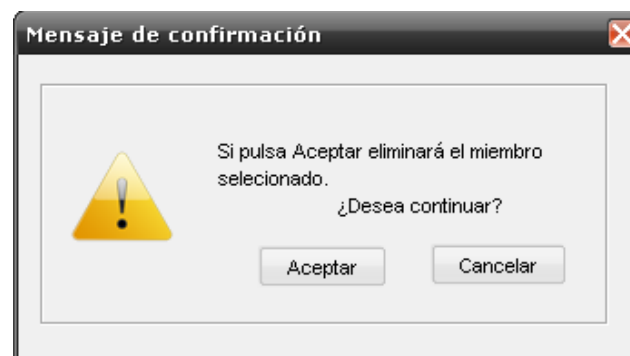 Mensaje de confirmación
Si pulsa Aceptar eliminará el miembro
selecionado.
¿Desea continuar?
Aceptar Cancelar